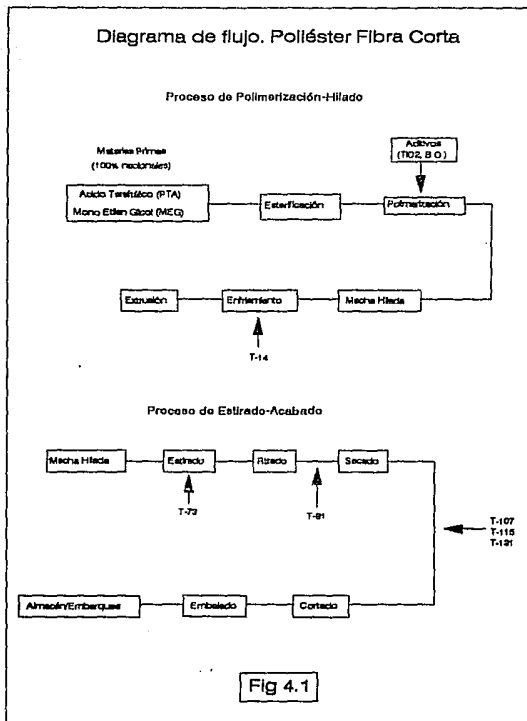 Diagrama de flujo. Poliéster Fibra Corta
Proceso de Polimerización-Hilado
Materias Primas
(100% nacionales)
Aditivos
(TiO2, B.O.)
Acido Tereftálico (PTA)
Mono Etilen Glicol (MEG)
Esterificación
Polimerización
Extrusión
Enfriamiento
Mecha Hilada
T-14
Proceso de Estirado-Acabado
Mecha Hilada
Estirado
Rizado
Secado
T-73
T-91
T-107
T-115
T-121
Almacén/Embarques
Embalado
Cortado
Fig 4.1